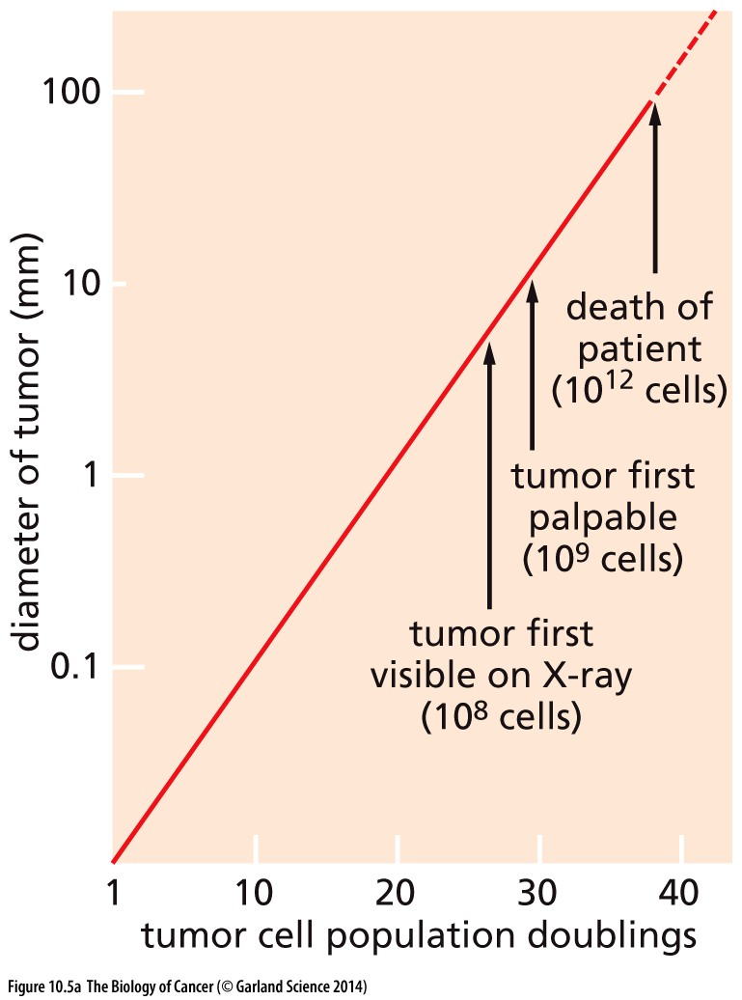 diameter of tumor (mm)
100
10
1
0.1
death of
patient
(10¹² cells)
tumor first
palpable
(10⁹ cells)
tumor first
visible on X-ray
(10⁸ cells)
1 10 20 30 40
tumor cell population doublings
Figure 10.5a The Biology of Cancer (© Garland Science 2014)